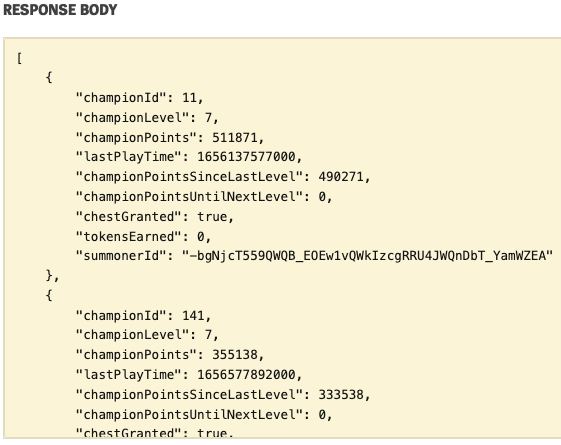 RESPONSE BODY
[
    {
        "championId": 11,
        "championLevel": 7,
        "championPoints": 511871,
        "lastPlayTime": 1656137577000,
        "championPointsSinceLastLevel": 490271,
        "championPointsUntilNextLevel": 0,
        "chestGranted": true,
        "tokensEarned": 0,
        "summonerId": "-bgNjcT559QWQB_EOEw1vQWkIzcgRRU4JWQnDbT_YamWZEA"
    },
    {
        "championId": 141,
        "championLevel": 7,
        "championPoints": 355138,
        "lastPlayTime": 1656577892000,
        "championPointsSinceLastLevel": 333538,
        "championPointsUntilNextLevel": 0,
        "chestGranted": true,